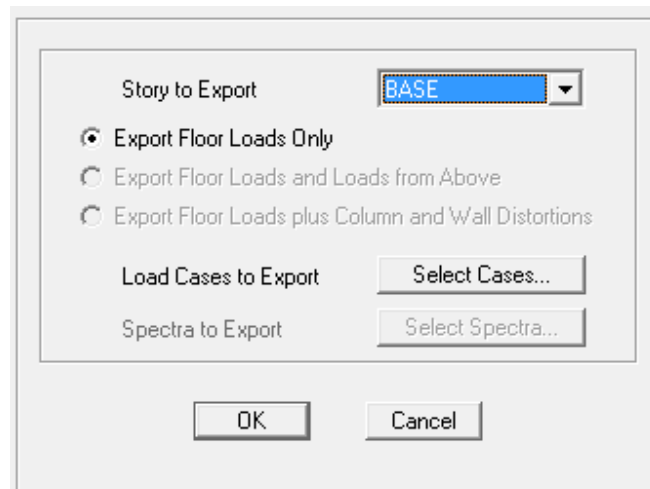 Story to Export BASE
Export Floor Loads Only
Export Floor Loads and Loads from Above
Export Floor Loads plus Column and Wall Distortions
Load Cases to Export Select Cases...
Spectra to Export Select Spectra...
OK Cancel